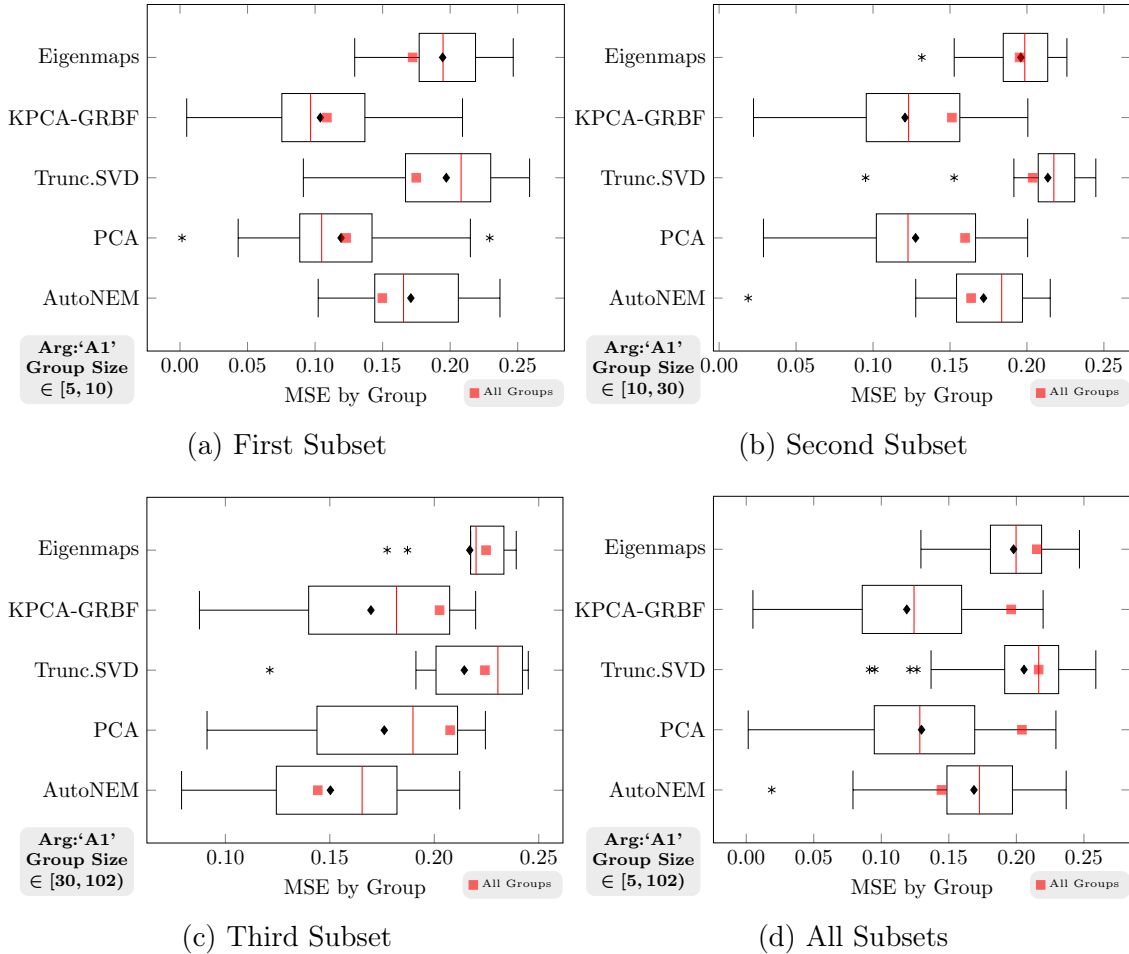 Eigenmaps
KPCA-GRBF
Trunc.SVD
PCA
AutoNEM
0.00 0.05 0.10 0.15 0.20 0.25
MSE by Group
Arg:‘A1’
Group Size
∈ [5, 10)
All Groups
(a) First Subset
Eigenmaps
KPCA-GRBF
Trunc.SVD
PCA
AutoNEM
0.00 0.05 0.10 0.15 0.20 0.25
MSE by Group
Arg:‘A1’
Group Size
∈ [10, 30)
All Groups
(b) Second Subset
Eigenmaps
KPCA-GRBF
Trunc.SVD
PCA
AutoNEM
0.10 0.15 0.20 0.25
MSE by Group
Arg:‘A1’
Group Size
∈ [30, 102)
All Groups
(c) Third Subset
Eigenmaps
KPCA-GRBF
Trunc.SVD
PCA
AutoNEM
0.00 0.05 0.10 0.15 0.20 0.25
MSE by Group
Arg:‘A1’
Group Size
∈ [5, 102)
All Groups
(d) All Subsets